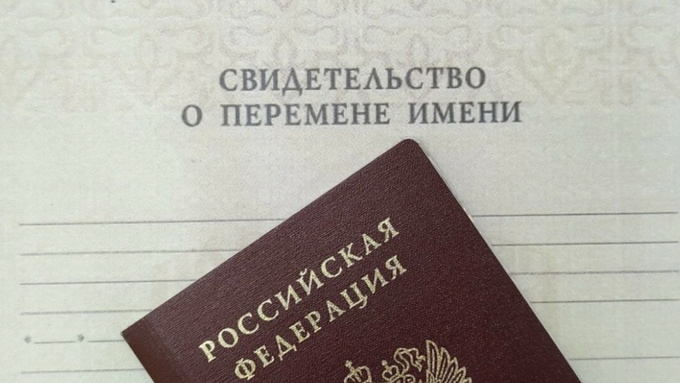 СВИДЕТЕЛЬСТВО
О ПЕРЕМЕНЕ ИМЕНИ
РОССИЙСКАЯ
ФЕДЕРАЦИЯ